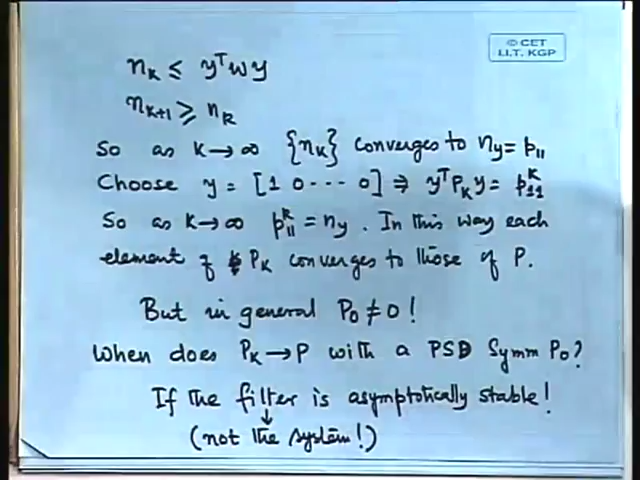 © CET
I.I.T. KGP
n_K ≤ y^T W y
n_{K+1} ≥ n_K
So as K → ∞ {n_K} converges to n_y = p_11
Choose y = [1 0 --- 0] ⇒ y^T P_K y = p_11^K
So as K → ∞ p_11^K = n_y . In this way each
element of P_K converges to those of P.
But in general P_0 ≠ 0 !
When does P_K → P with a PSD Symm P_0 ?
If the filter is asymptotically stable !
↓
(not the system !)